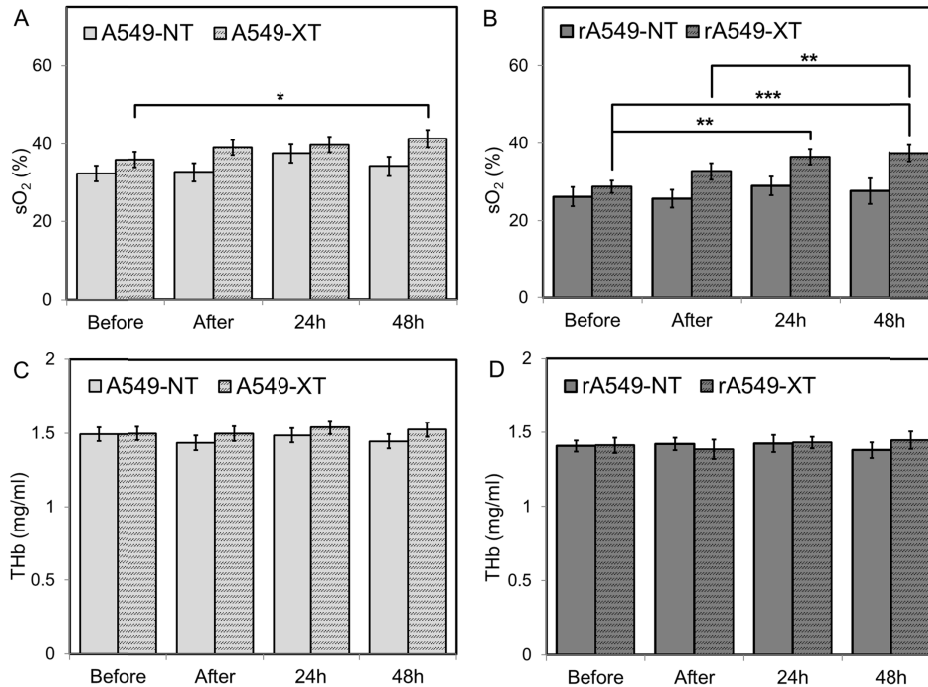 A
A549-NT A549-XT
60
40
20
0
sO₂ (%)
*
Before After 24h 48h
B
rA549-NT rA549-XT
60
40
20
0
sO₂ (%)
**
***
**
Before After 24h 48h
C
A549-NT A549-XT
2
1.5
1
0.5
0
THb (mg/ml)
Before After 24h 48h
D
rA549-NT rA549-XT
2
1.5
1
0.5
0
THb (mg/ml)
Before After 24h 48h